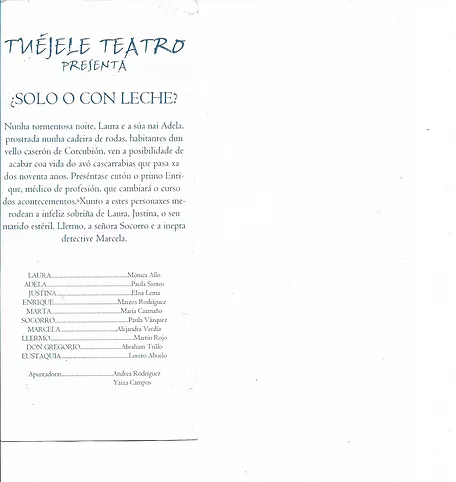 TUÉJELE TEATRO
PRESENTA
¿SOLO O CON LECHE?
Nunha tormentosa noite, Laura e a súa nai Adela,
prostrada nunha cadeira de rodas, habitantes dun
vello caserón de Corcubión, ven a posibilidade de
acabar coa vida do avó cascarrabias que pasa xa
dos noventa anos. Preséntase entón o primo Enri-
que, médico de profesión, que cambiará o curso
dos acontecementos. Xunto a estes personaxes me-
rodean a infeliz sobriña de Laura, Justina, o seu
marido estéril, Llermo, a señora Socorro e a inepta
detective Marcela.
LAURA...............................Mónica Allo
ADELA...............................Paula Santos
JUSTINA...............................Elisa Lema
ENRIQUE...............................Marcos Rodríguez
MARTA...............................María Caamaño
SOCORRO...............................Paula Vázquez
MARCELA...............................Alejandra Verdía
LLERMO...............................Martín Rojo
DON GREGORIO...............................Abraham Trillo
EUSTAQUIA...............................Loreto Abuelo
Apuntadoras...............................Andrea Rodríguez
Yaiza Campos